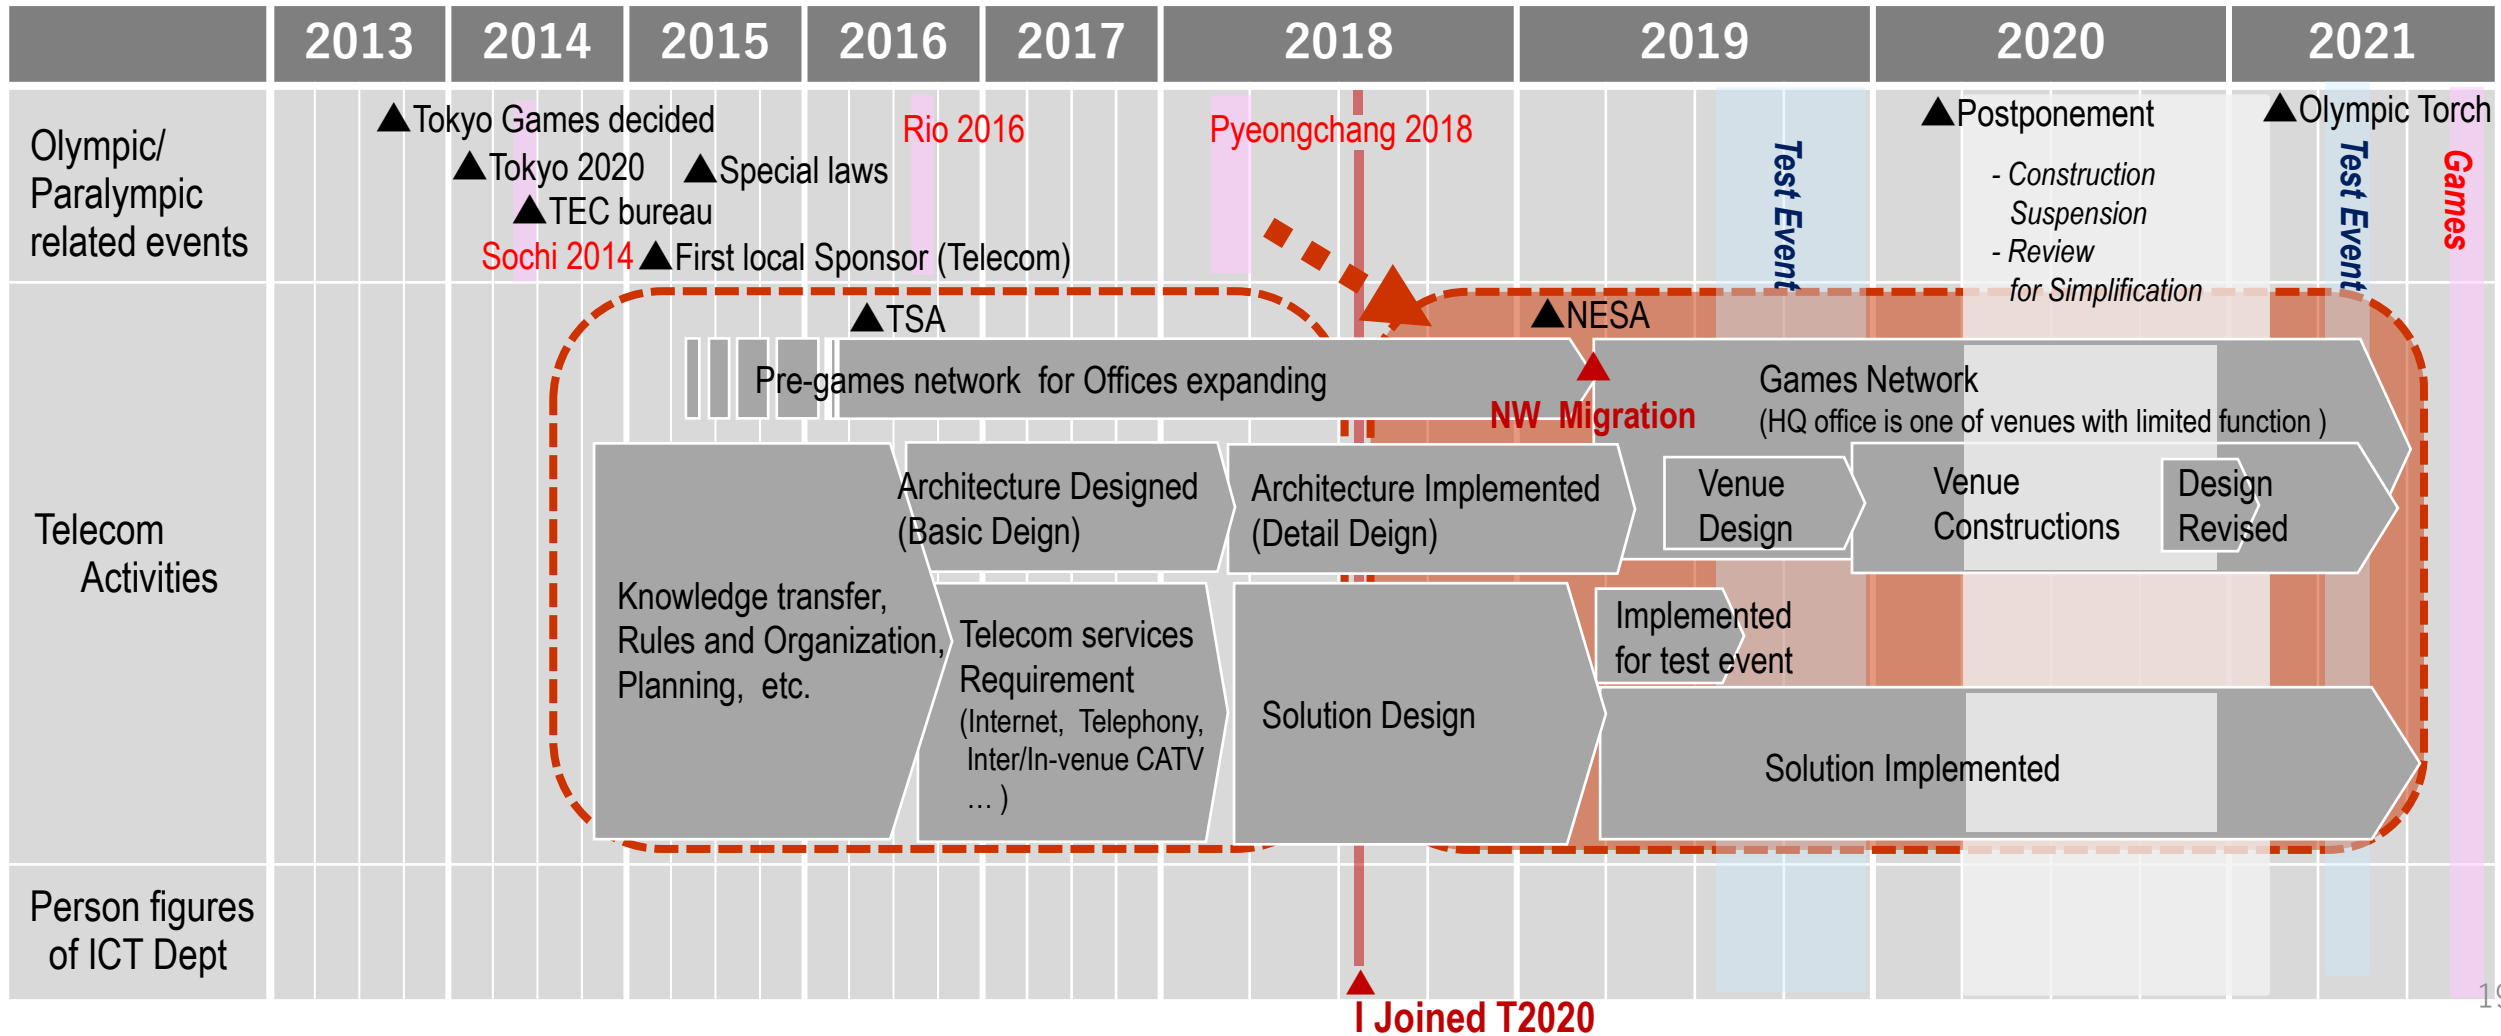 2013 2014 2015 2016 2017 2018 2019 2020 2021
Olympic/
Paralympic
related events
▲Tokyo Games decided
▲Tokyo 2020
▲TEC bureau
Sochi 2014
▲Special laws
▲First local Sponsor (Telecom)
Rio 2016
Pyeongchang 2018
Test Event
▲Postponement
- Construction
Suspension
- Review
for Simplification
▲Olympic Torch
Test Event
Games
Telecom
Activities
▲TSA
▲NESA
Pre-games network for Offices expanding
NW Migration
Games Network
(HQ office is one of venues with limited function )
Knowledge transfer,
Rules and Organization,
Planning, etc.
Architecture Designed
(Basic Deign)
Architecture Implemented
(Detail Deign)
Venue
Design
Venue
Constructions
Design
Revised
Telecom services
Requirement
(Internet, Telephony,
Inter/In-venue CATV
… )
Solution Design
Implemented
for test event
Solution Implemented
Person figures
of ICT Dept
I Joined T2020
19